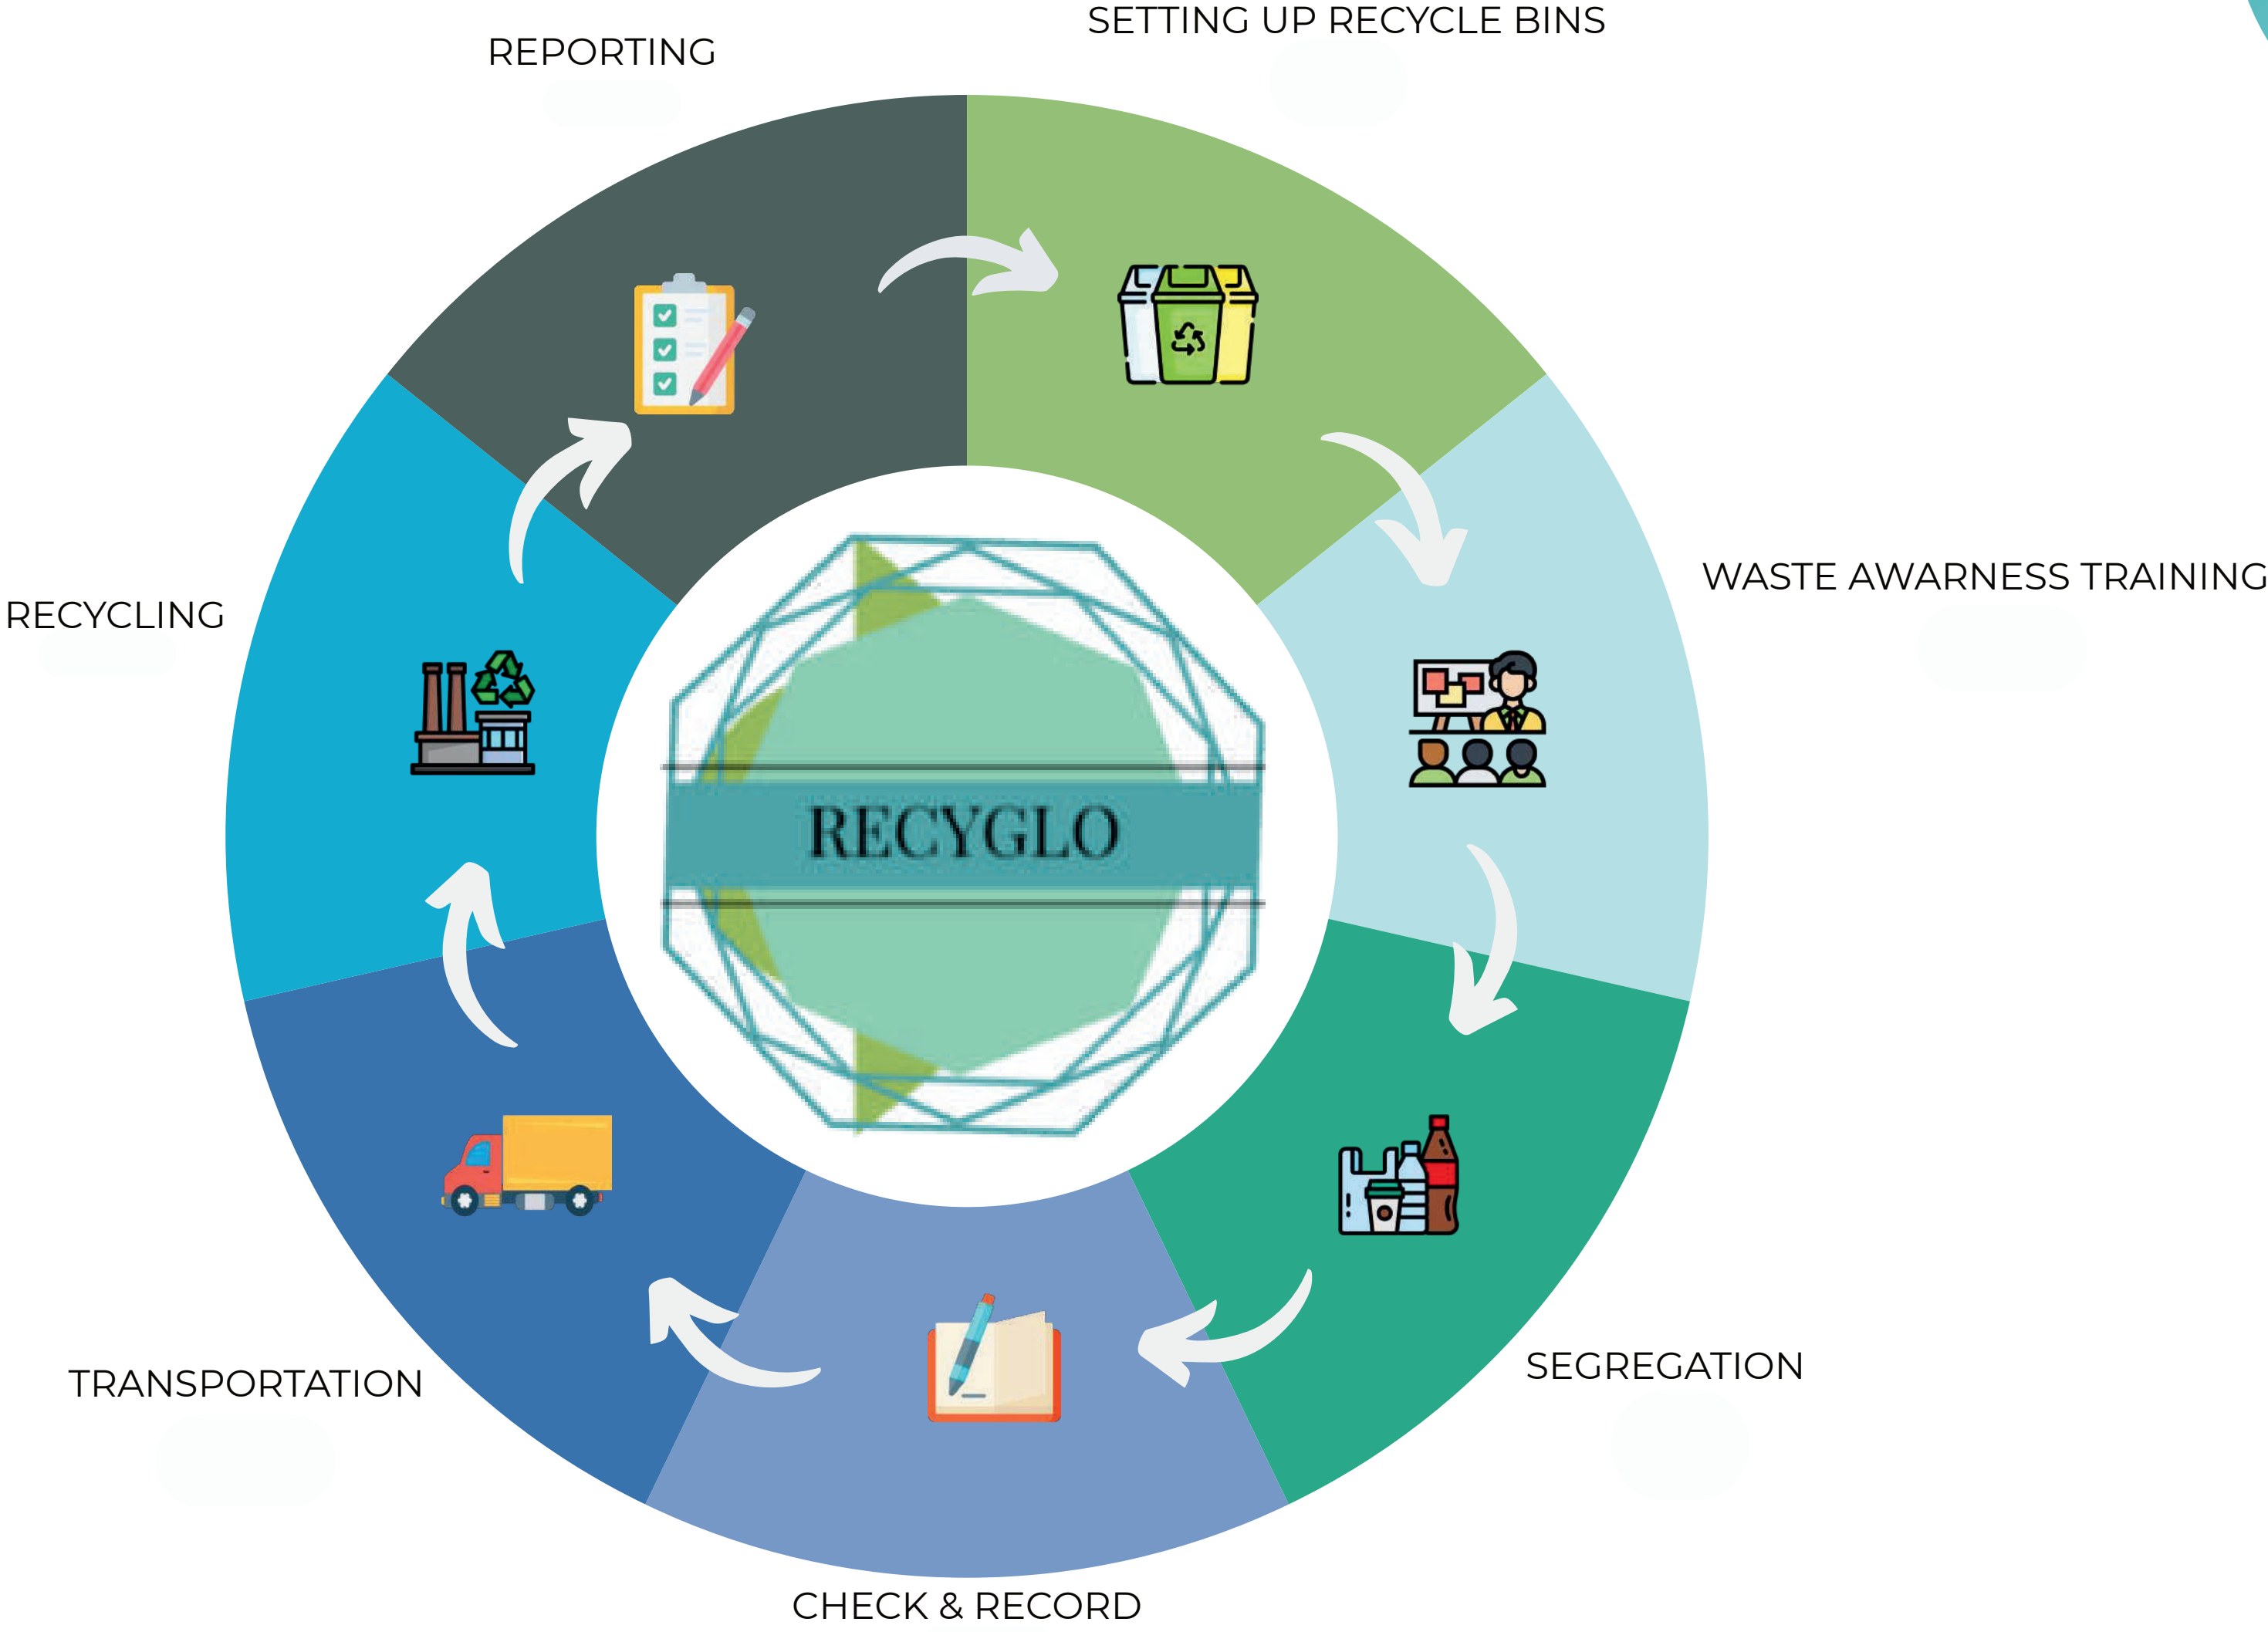 SETTING UP RECYCLE BINS
REPORTING
WASTE AWARNESS TRAINING
RECYCLING
RECYGLO
SEGREGATION
TRANSPORTATION
CHECK & RECORD